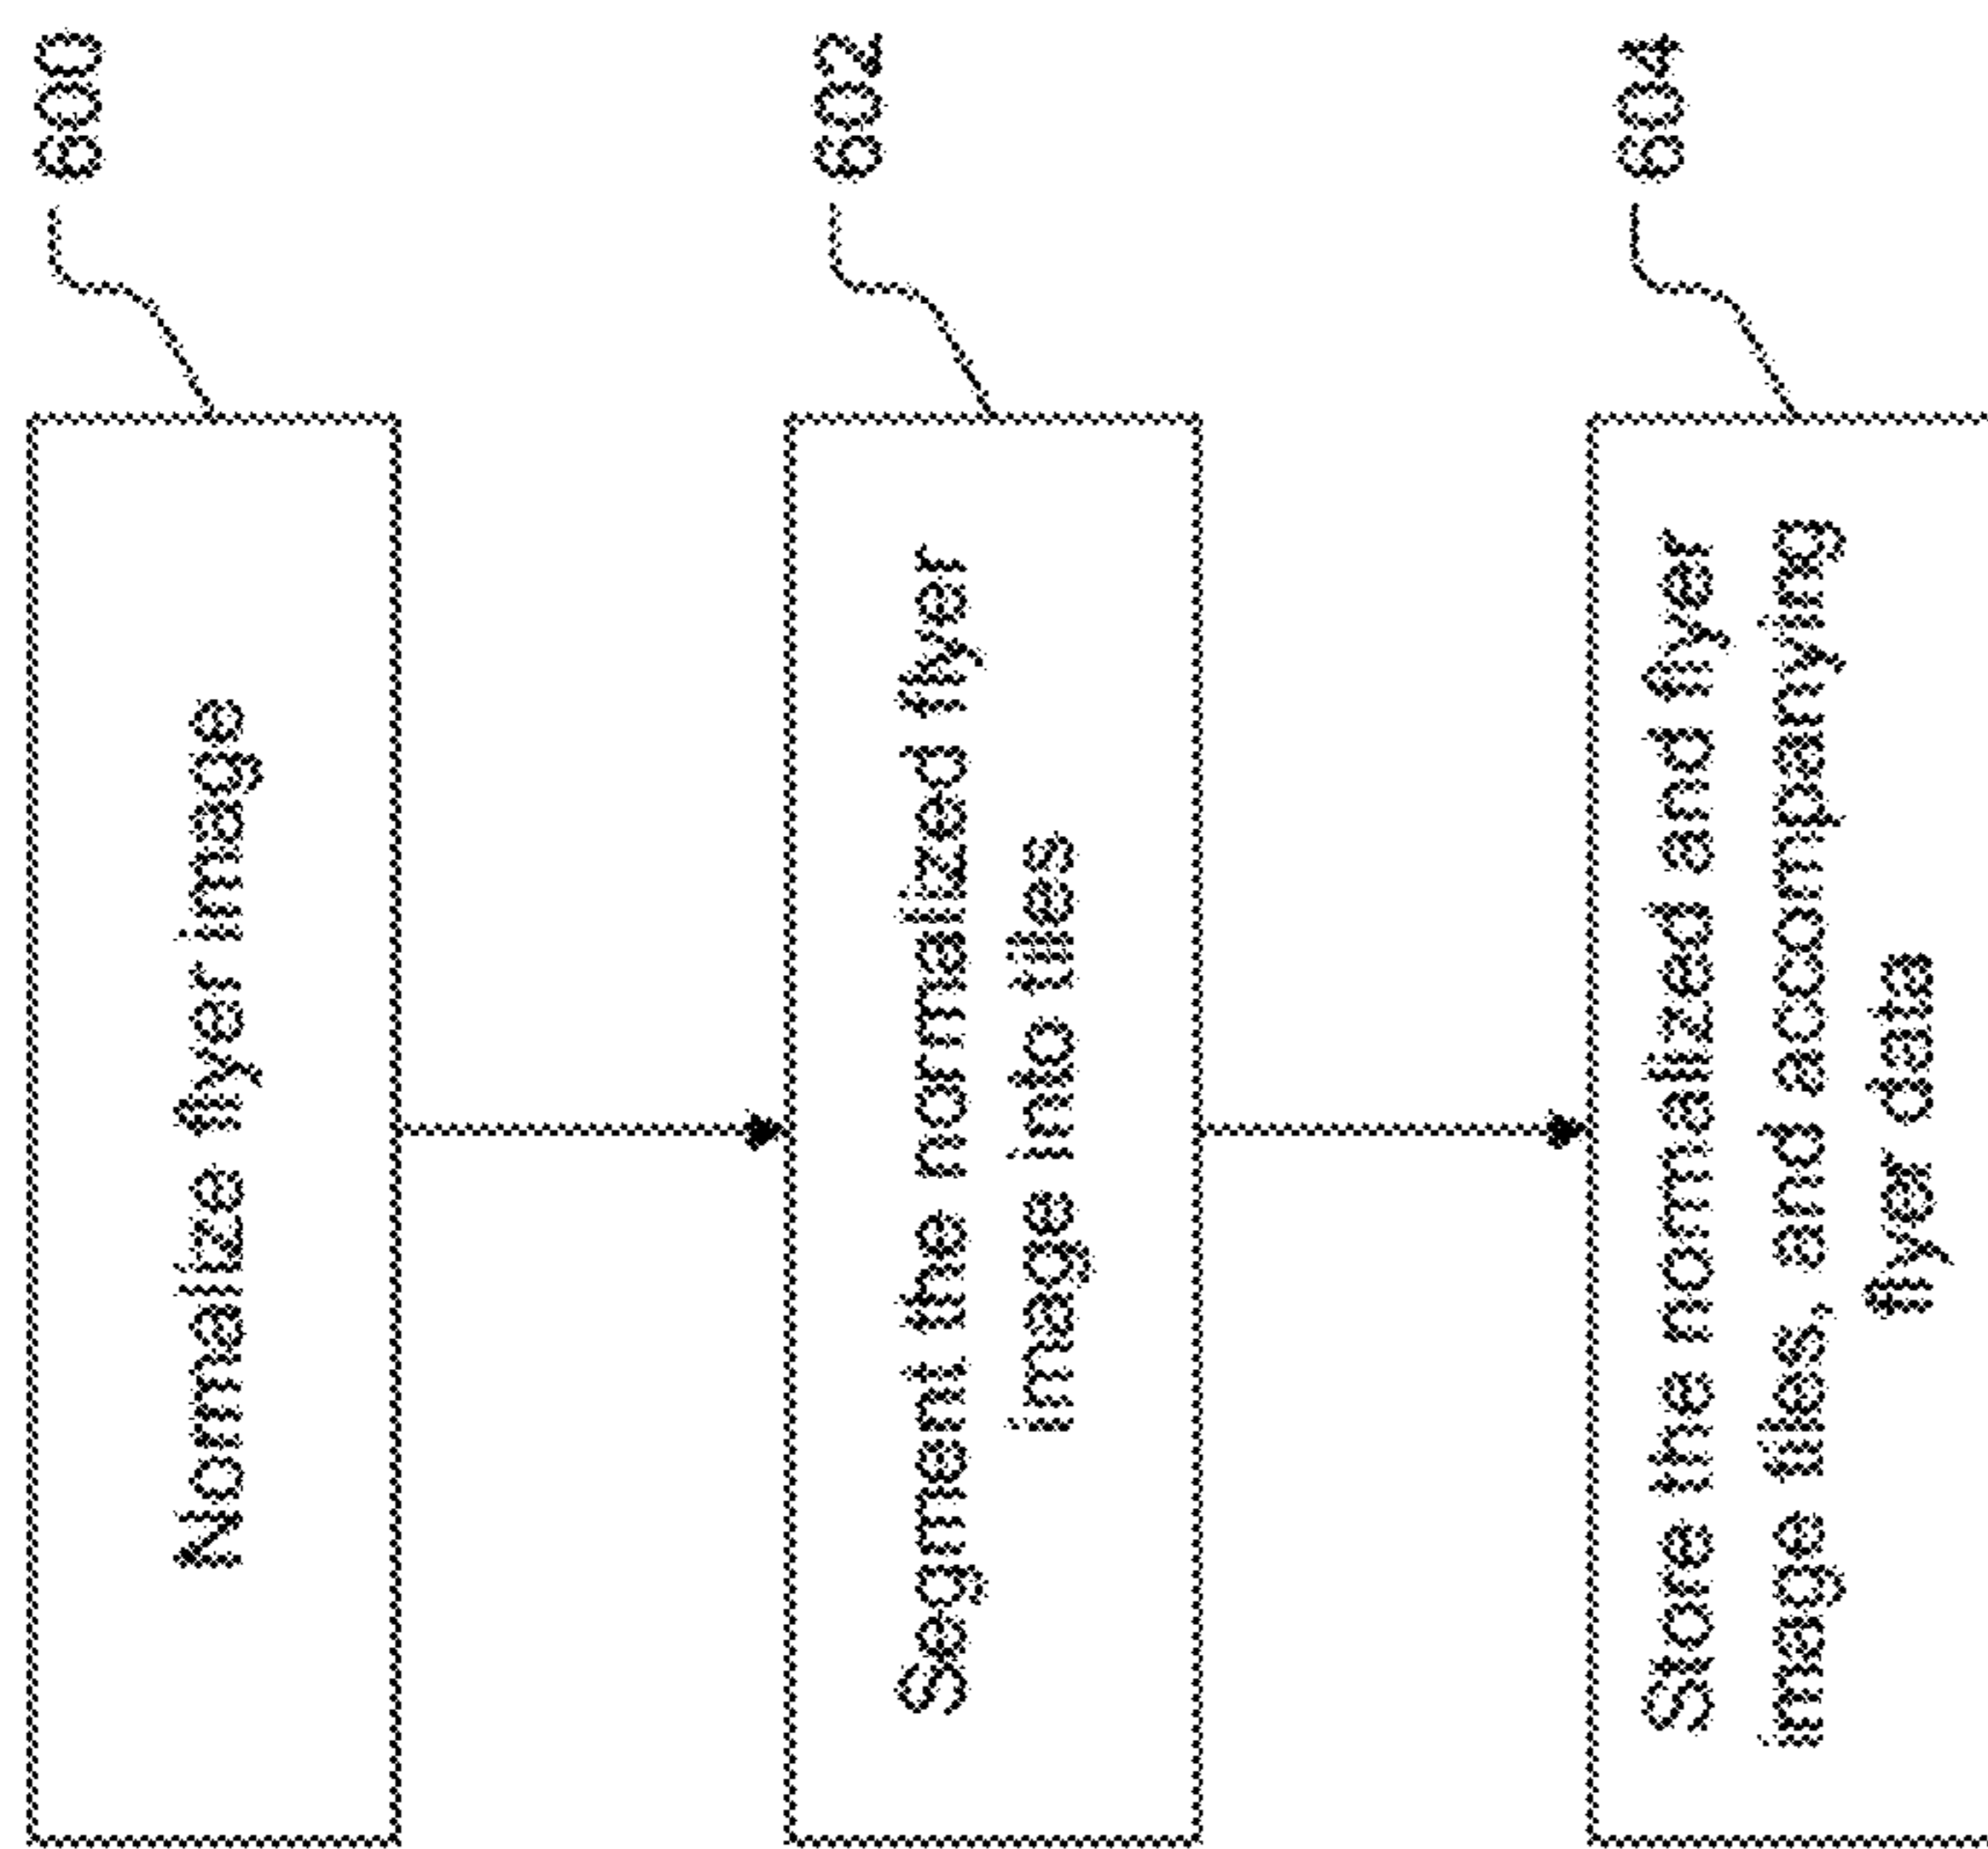 600
Normalize flyer image
602
Segment the normalized flyer
image into tiles
604
Store the normalized and flyer
image tiles, and accompanying
flyer data